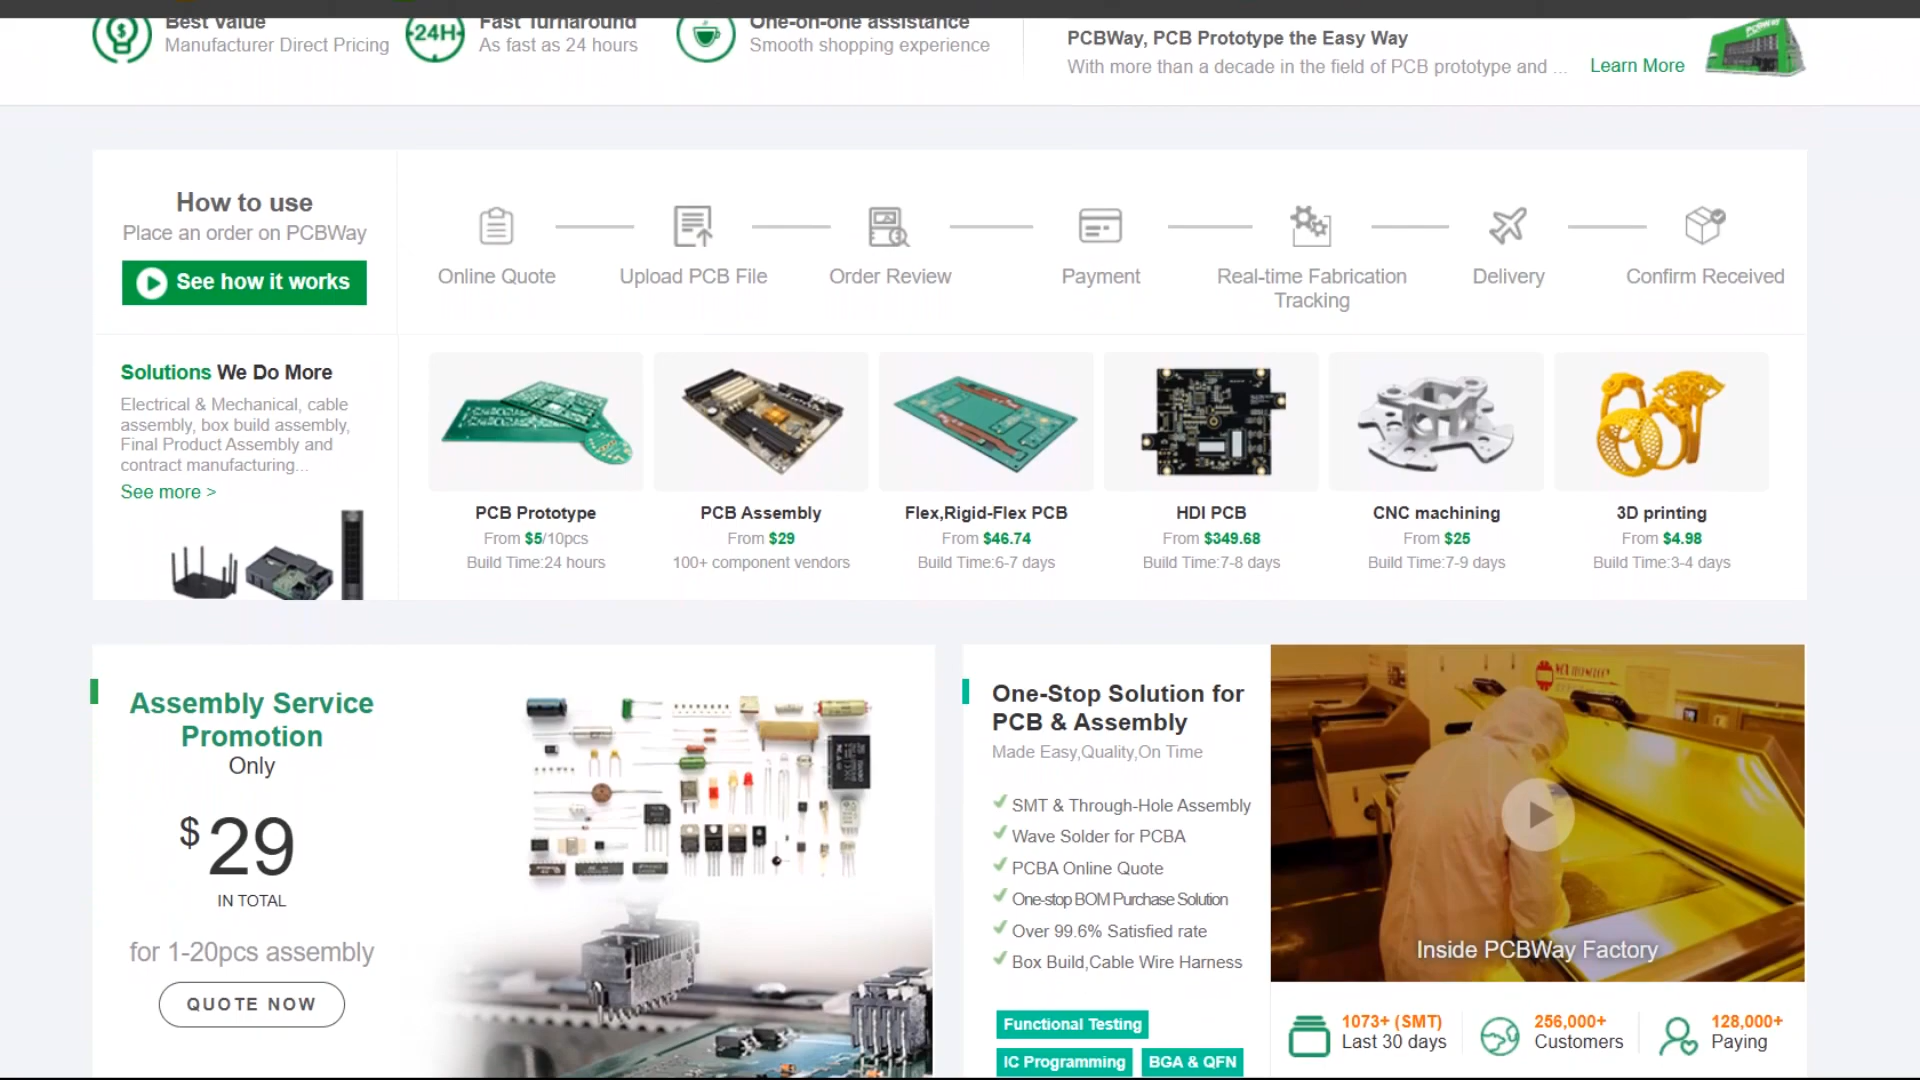 Best Value
Manufacturer Direct Pricing
24H
Fast Turnaround
As fast as 24 hours
One-on-one assistance
Smooth shopping experience
PCBWay, PCB Prototype the Easy Way
With more than a decade in the field of PCB prototype and ...
Learn More
How to use
Place an order on PCBWay
See how it works
Online Quote
Upload PCB File
Order Review
Payment
Real-time Fabrication
Tracking
Delivery
Confirm Received
Solutions We Do More
Electrical & Mechanical, cable
assembly, box build assembly,
Final Product Assembly and
contract manufacturing...
See more >
PCB Prototype
From $5/10pcs
Build Time:24 hours
PCB Assembly
From $29
100+ component vendors
Flex,Rigid-Flex PCB
From $46.74
Build Time:6-7 days
HDI PCB
From $349.68
Build Time:7-8 days
CNC machining
From $25
Build Time:7-9 days
3D printing
From $4.98
Build Time:3-4 days
Assembly Service
Promotion
Only
$29
IN TOTAL
for 1-20pcs assembly
QUOTE NOW
One-Stop Solution for
PCB & Assembly
Made Easy,Quality,On Time
SMT & Through-Hole Assembly
Wave Solder for PCBA
PCBA Online Quote
One-stop BOM Purchase Solution
Over 99.6% Satisfied rate
Box Build,Cable Wire Harness
Functional Testing
IC Programming
BGA & QFN
Inside PCBWay Factory
1073+ (SMT)
Last 30 days
256,000+
Customers
128,000+
Paying